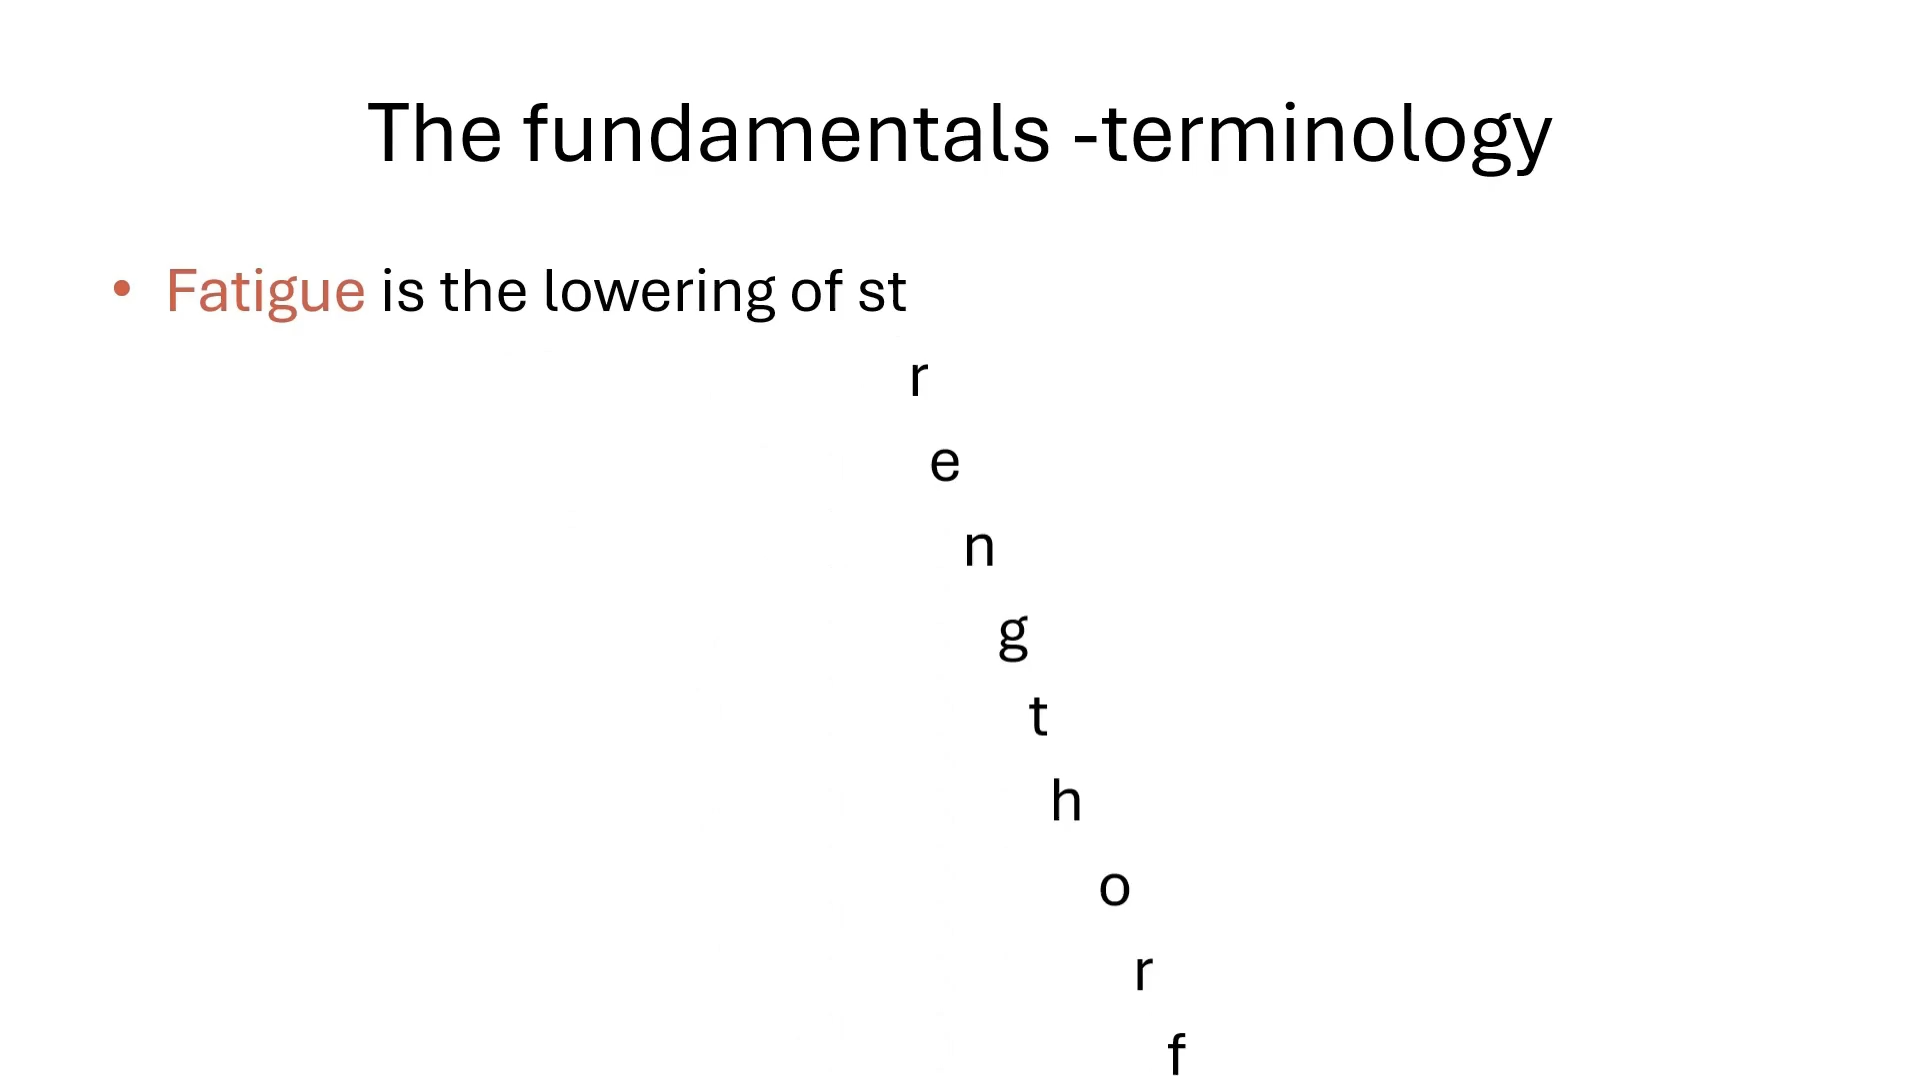 The fundamentals -terminology
• Fatigue is the lowering of st
r
e
n
g
t
h
o
r
f